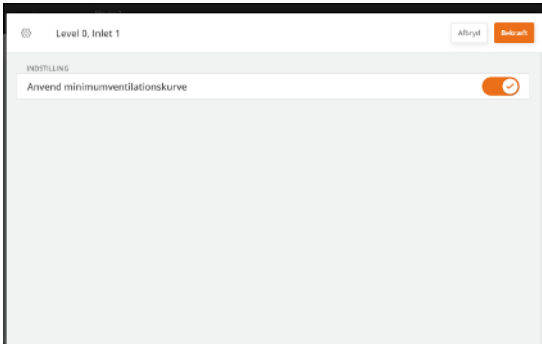 Level 0, Inlet 1
Afbryd
Bekræft
INDSTILLING
Anvend minimumventilationskurve